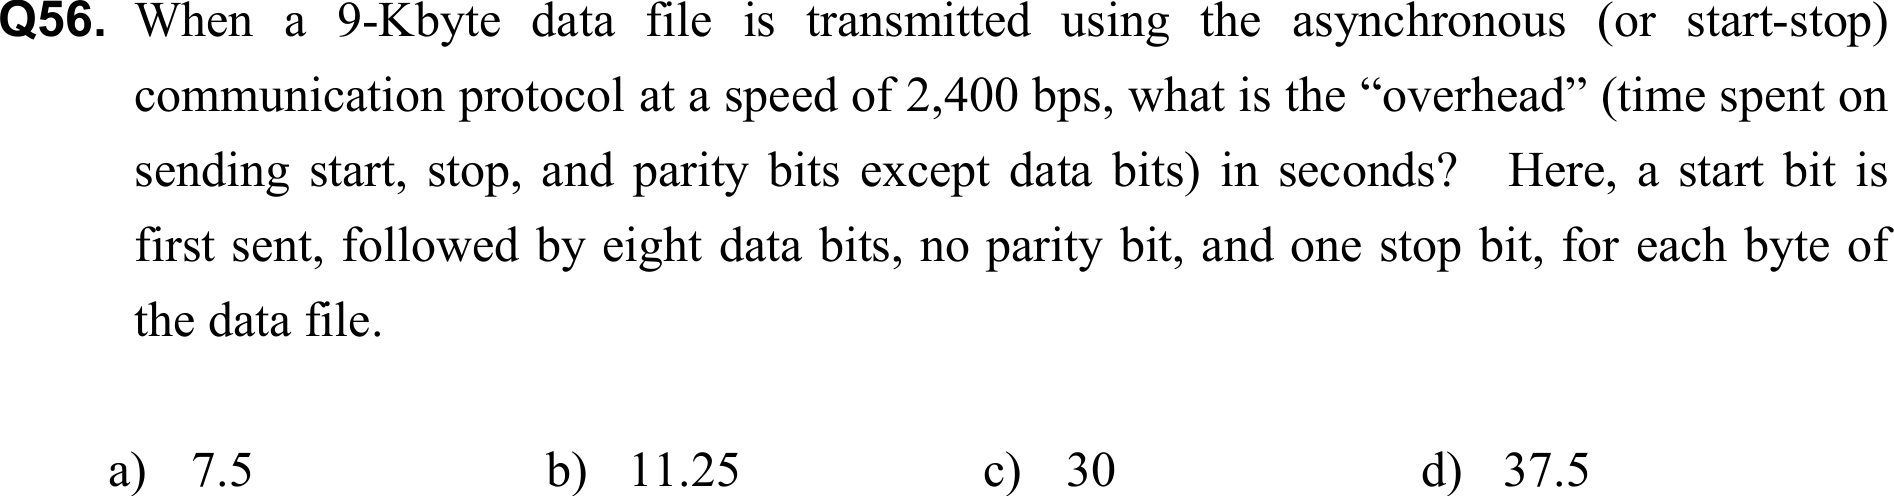 Q56. When a 9-Kbyte data file is transmitted using the asynchronous (or start-stop)
communication protocol at a speed of 2,400 bps, what is the “overhead” (time spent on
sending start, stop, and parity bits except data bits) in seconds? Here, a start bit is
first sent, followed by eight data bits, no parity bit, and one stop bit, for each byte of
the data file.
a) 7.5 b) 11.25 c) 30 d) 37.5